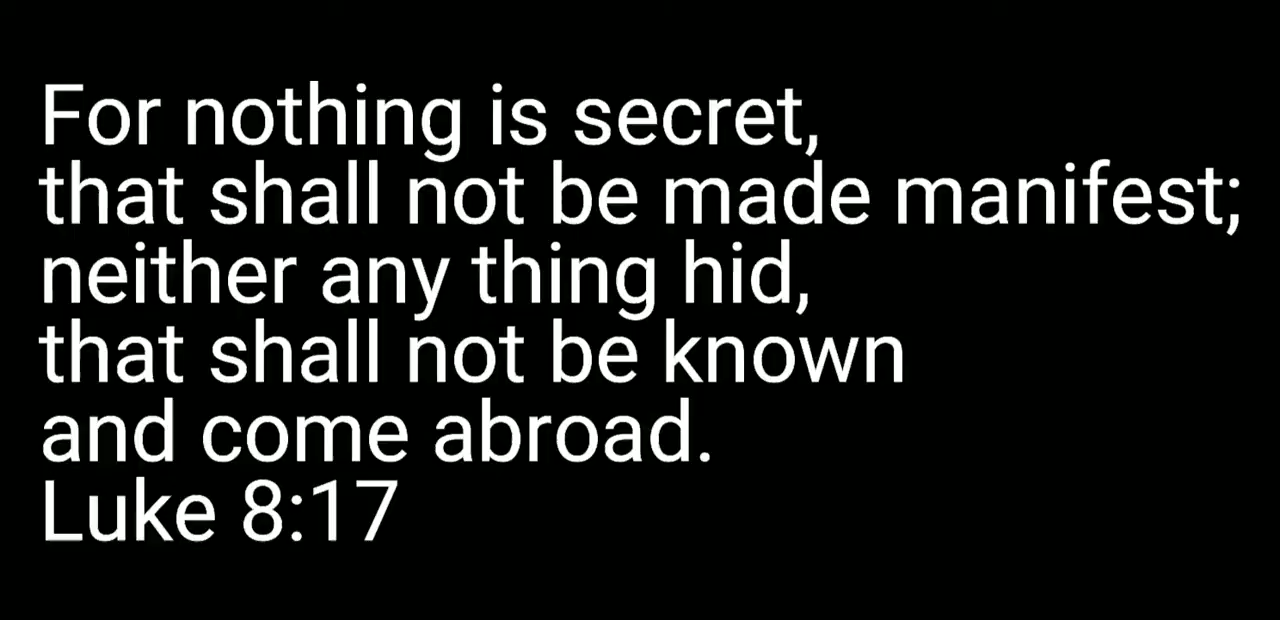 For nothing is secret,
that shall not be made manifest;
neither any thing hid,
that shall not be known
and come abroad.
Luke 8:17